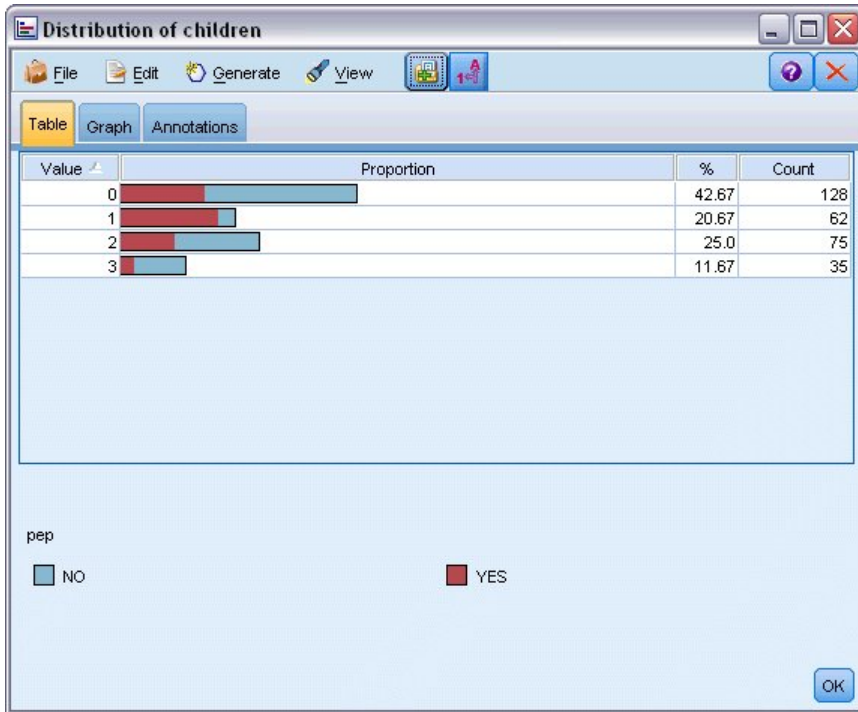 Distribution of children
File Edit Generate View
Table Graph Annotations
Value Proportion % Count
0 42.67 128
1 20.67 62
2 25.0 75
3 11.67 35
pep
NO YES
OK